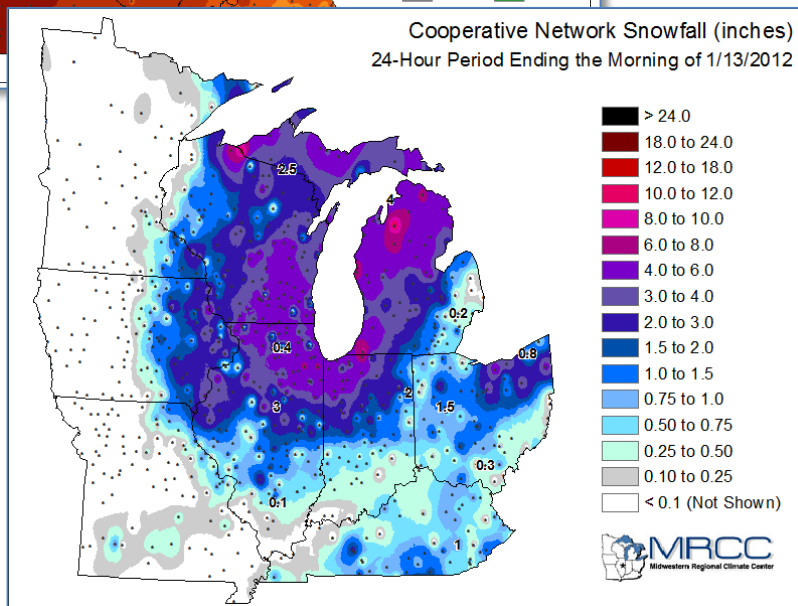 Cooperative Network Snowfall (inches)
24-Hour Period Ending the Morning of 1/13/2012
> 24.0
18.0 to 24.0
12.0 to 18.0
10.0 to 12.0
8.0 to 10.0
6.0 to 8.0
4.0 to 6.0
3.0 to 4.0
2.0 to 3.0
1.5 to 2.0
1.0 to 1.5
0.75 to 1.0
0.50 to 0.75
0.25 to 0.50
0.10 to 0.25
< 0.1 (Not Shown)
2.5
4
0.2
0.4
0.8
2
3
1.5
0.3
0.1
1
MRCC
Midwestern Regional Climate Center